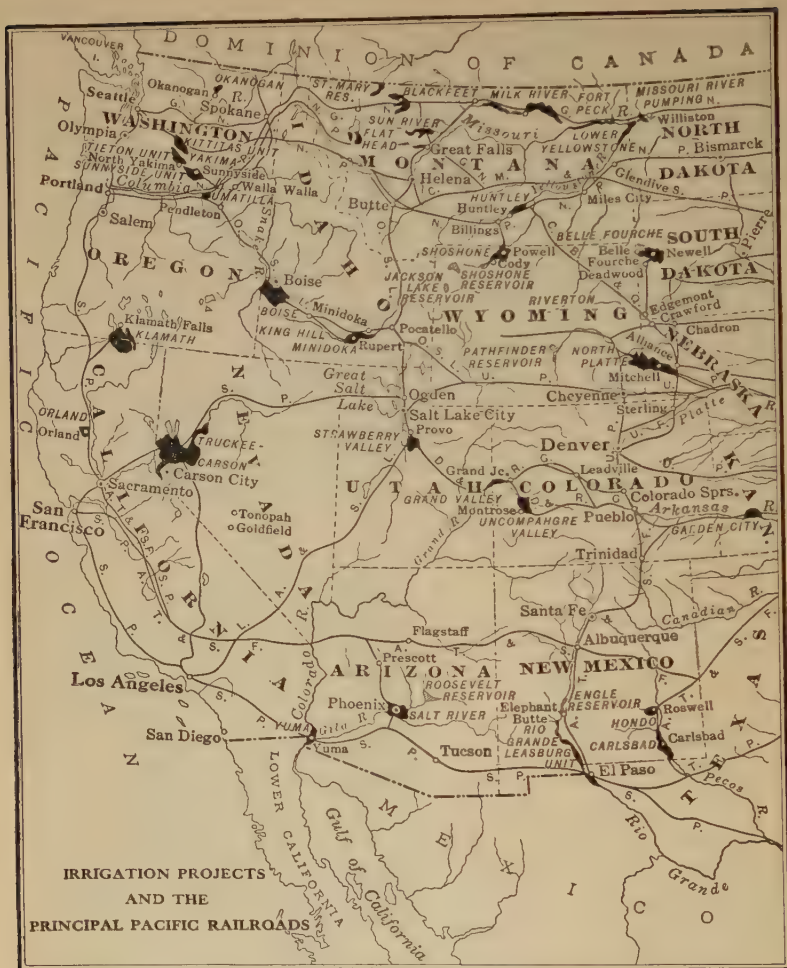 DOMINION OF CANADA
VANCOUVER I.
Okanogan
OKANOGAN R.
ST. MARY RES.
BLACKFEET
MILK RIVER
FORT PECK
MISSOURI RIVER PUMPING
Seattle
Spokane
SUN RIVER
FLAT HEAD
Missouri
LOWER YELLOWSTONE
Williston
NORTH DAKOTA
WASHINGTON
Olympia
KITTITAS UNIT
TIETON UNIT
YAKIMA
North Yakima
SUNNYSIDE UNIT
Sunnyside
Great Falls
MONTANA
Bismarck
Helena
Glendive
Portland
Columbia
Walla Walla
UMATILLA
Pendleton
Butte
HUNTLEY
Huntley
Yellowstone R.
Miles City
Billings
Salem
Snake R.
IDAHO
SHOSHONE
Powell
Cody
BELLE FOURCHE
Belle Fourche
Newell
SOUTH DAKOTA
Pierre
Deadwood
OREGON
Boise
JACKSON LAKE RESERVOIR
SHOSHONE RESERVOIR
RIVERTON
WYOMING
Edgemont
Crawford
Chadron
BOISE
Minidoka
KING HILL
MINIDOKA
Rupert
Pocatello
Klamath Falls
KLAMATH
PATHFINDER RESERVOIR
NORTH PLATTE
Alliance
NEBRASKA
Mitchell
Great Salt Lake
Ogden
Cheyenne
Sterling
Platte R.
Salt Lake City
Provo
ORLAND
Orland
NEVADA
TRUCKEE-CARSON
Carson City
STRAWBERRY VALLEY
Denver
Grand Jc.
Leadville
UTAH
COLORADO
GRAND VALLEY
Montrose
UNCOMPAHGRE VALLEY
Colorado Sprs.
Pueblo
Arkansas R.
GARDEN CITY
KAN
Sacramento
San Francisco
CALIFORNIA
Tonopah
Goldfield
Grand R.
Trinidad
Santa Fe
Canadian R.
PACIFIC OCEAN
Flagstaff
Albuquerque
Los Angeles
Colorado R.
ARIZONA
Prescott
NEW MEXICO
ROOSEVELT RESERVOIR
Phoenix
SALT RIVER
Elephant Butte
ENGLE RESERVOIR
Roswell
HONDO
TEXAS
San Diego
YUMA
Yuma
Gila R.
Tucson
RIO GRANDE
LEASBURG UNIT
CARLSBAD
Carlsbad
El Paso
Pecos R.
LOWER CALIFORNIA
Gulf of California
MEXICO
Rio Grande
IRRIGATION PROJECTS
AND THE
PRINCIPAL PACIFIC RAILROADS